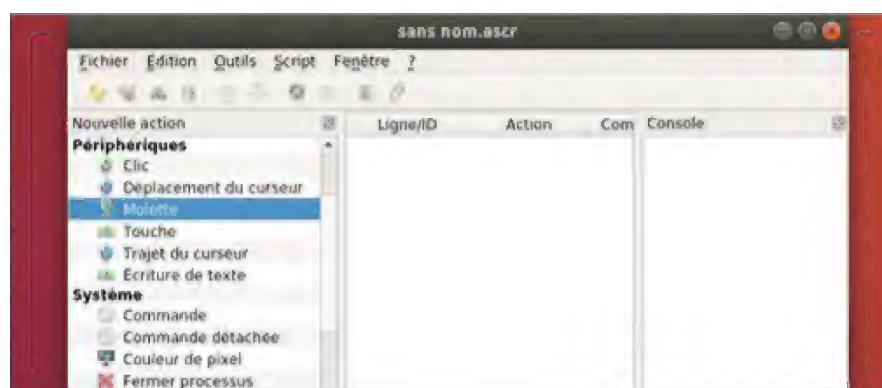 sans nom.ascr
Fichier Édition Outils Script Fenêtre ?
Nouvelle action
Périphériques
Clic
Déplacement du curseur
Molette
Touche
Trajet du curseur
Écriture de texte
Système
Commande
Commande détachée
Couleur de pixel
Fermer processus
Ligne/ID Action Com
Console